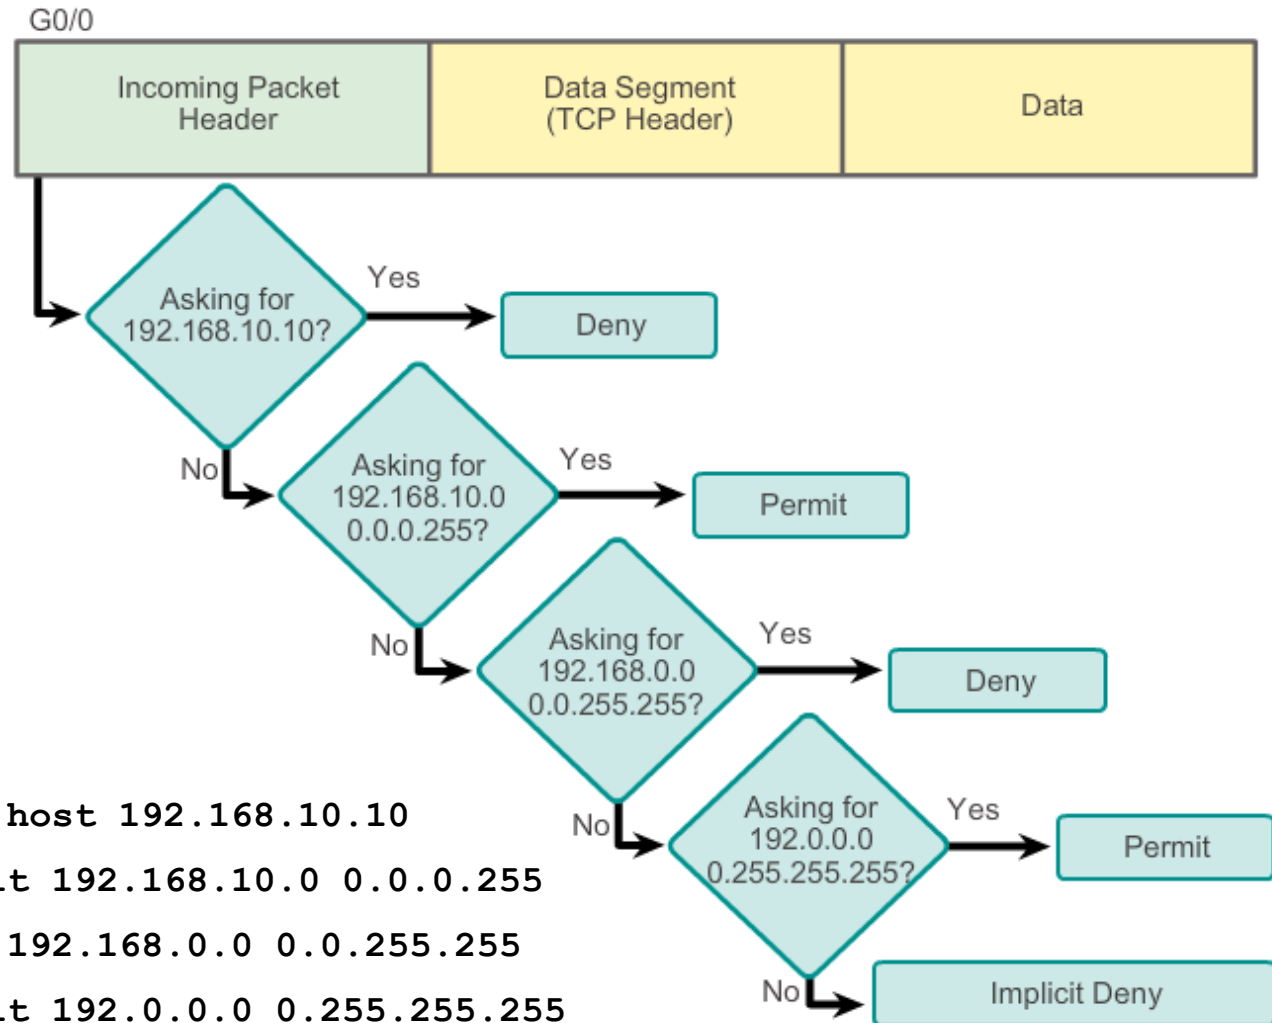 G0/0
Incoming Packet
Header
Data Segment
(TCP Header)
Data
Asking for
192.168.10.10?
Yes
Deny
No
Asking for
192.168.10.0
0.0.0.255?
Yes
Permit
No
Asking for
192.168.0.0
0.0.255.255?
Yes
Deny
No
Asking for
192.0.0.0
0.255.255.255?
Yes
Permit
No
Implicit Deny
host 192.168.10.10
192.168.10.0 0.0.0.255
192.168.0.0 0.0.255.255
192.0.0.0 0.255.255.255